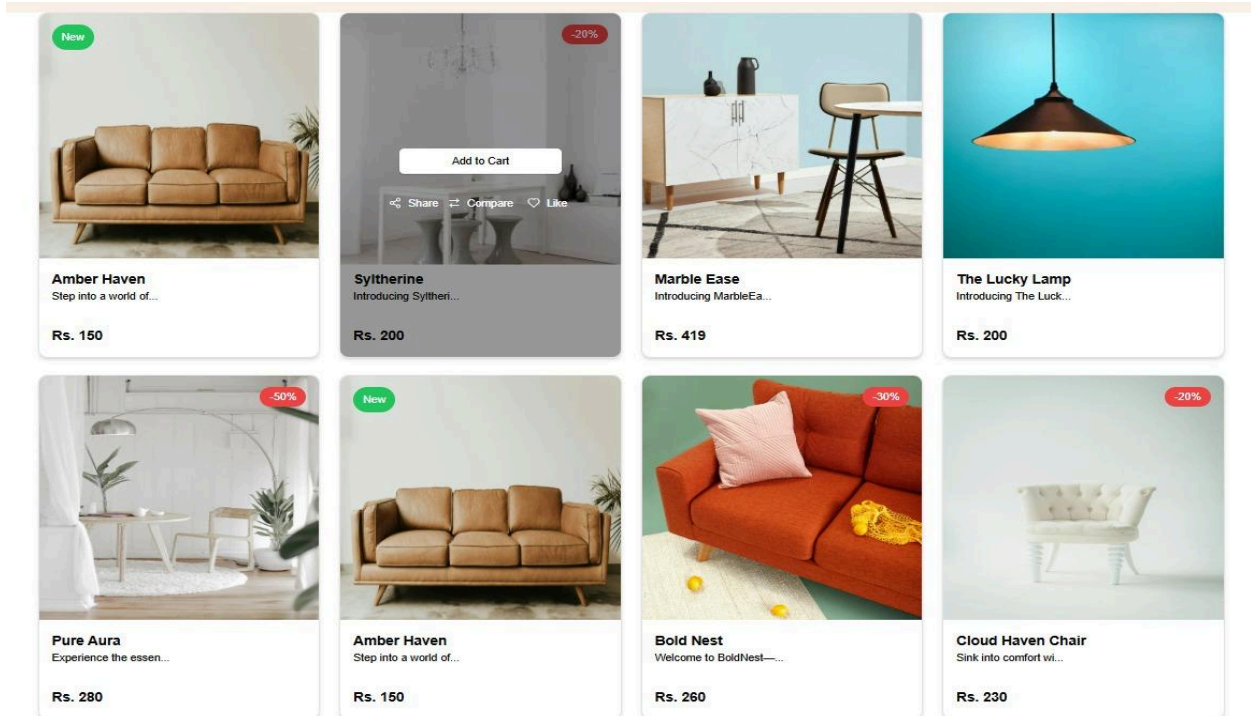 New
Amber Haven
Step into a world of...
Rs. 150
-20%
Add to Cart
Share Compare Like
Syltherine
Introducing Syltheri...
Rs. 200
Marble Ease
Introducing MarbleEa...
Rs. 419
The Lucky Lamp
Introducing The Luck...
Rs. 200
-50%
Pure Aura
Experience the essen...
Rs. 280
New
Amber Haven
Step into a world of...
Rs. 150
-30%
Bold Nest
Welcome to BoldNest—...
Rs. 260
-20%
Cloud Haven Chair
Sink into comfort wi...
Rs. 230